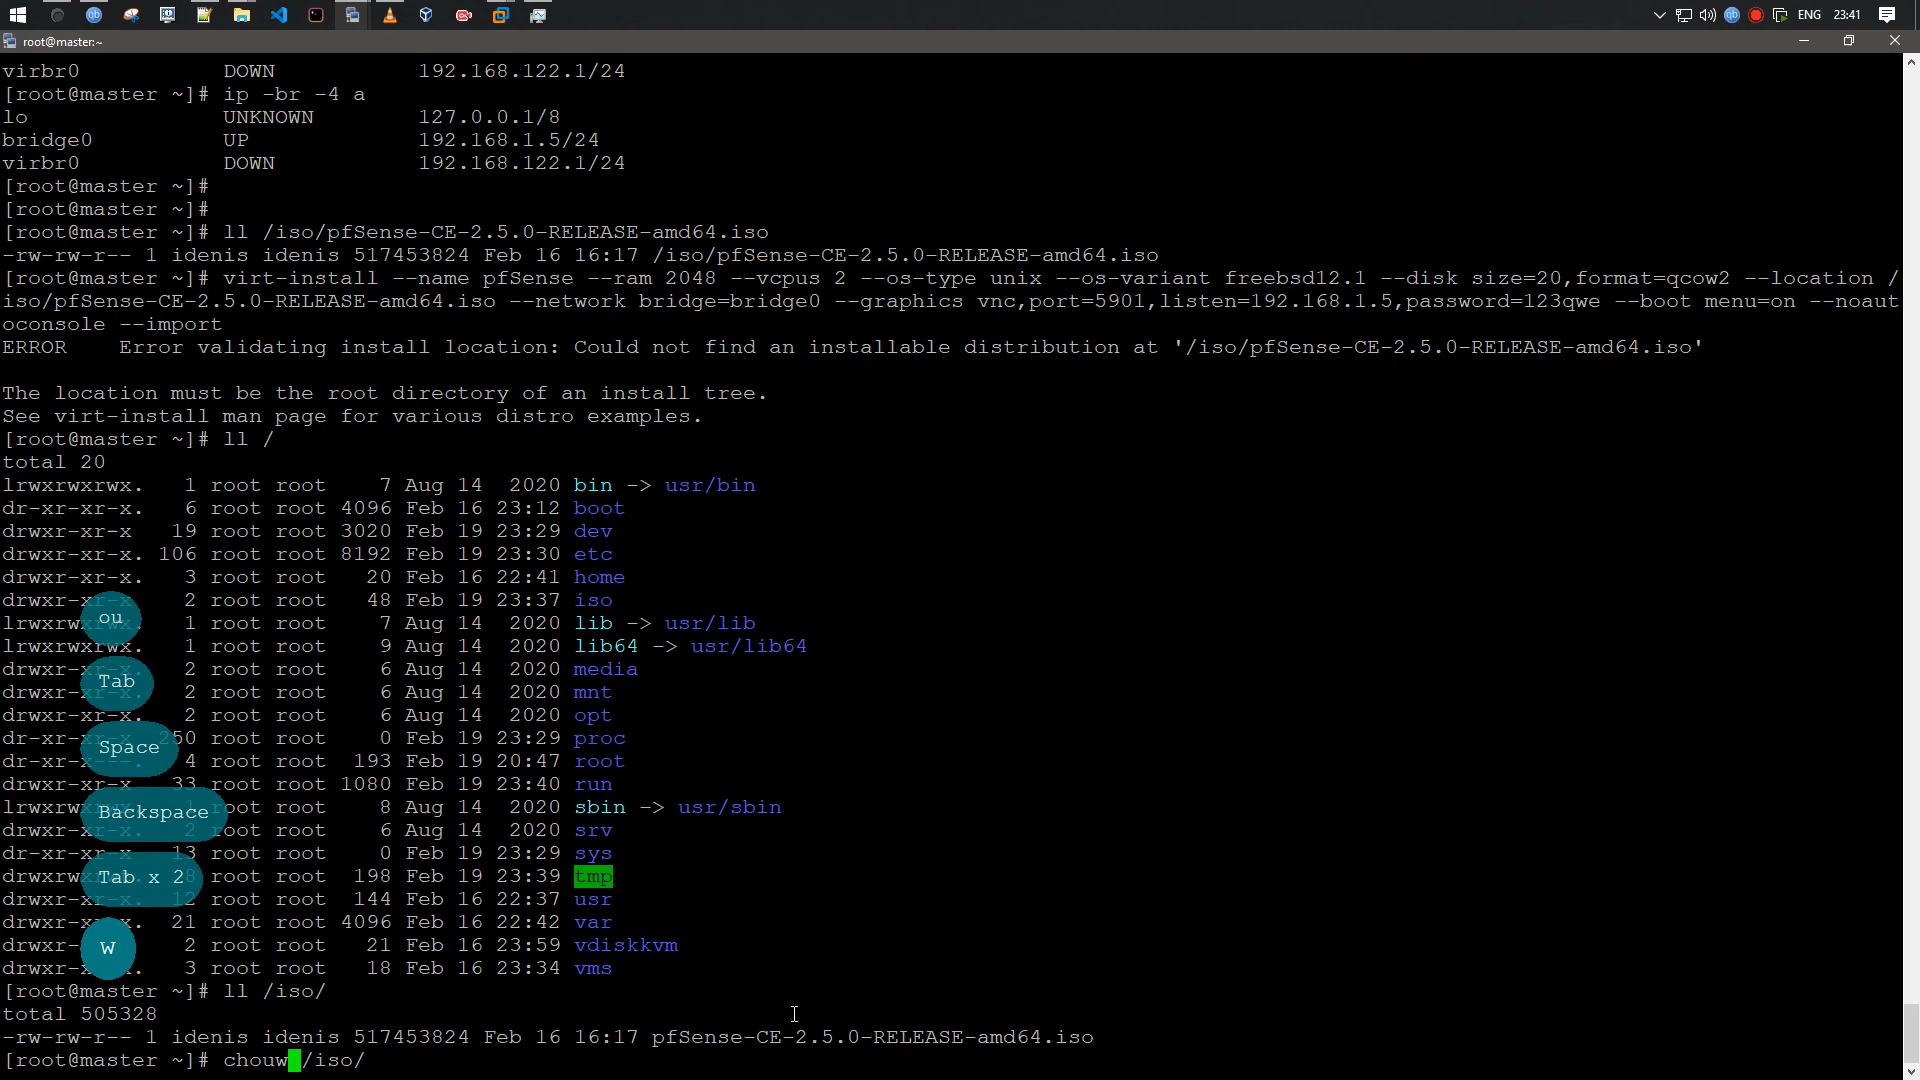 ENG 23:41
root@master:~
virbr0 DOWN 192.168.122.1/24
[root@master ~]# ip -br -4 a
lo UNKNOWN 127.0.0.1/8
bridge0 UP 192.168.1.5/24
virbr0 DOWN 192.168.122.1/24
[root@master ~]#
[root@master ~]#
[root@master ~]# ll /iso/pfSense-CE-2.5.0-RELEASE-amd64.iso
-rw-rw-r-- 1 idenis idenis 517453824 Feb 16 16:17 /iso/pfSense-CE-2.5.0-RELEASE-amd64.iso
[root@master ~]# virt-install --name pfSense --ram 2048 --vcpus 2 --os-type unix --os-variant freebsd12.1 --disk size=20,format=qcow2 --location /
iso/pfSense-CE-2.5.0-RELEASE-amd64.iso --network bridge=bridge0 --graphics vnc,port=5901,listen=192.168.1.5,password=123qwe --boot menu=on --noaut
oconsole --import
ERROR Error validating install location: Could not find an installable distribution at '/iso/pfSense-CE-2.5.0-RELEASE-amd64.iso'
The location must be the root directory of an install tree.
See virt-install man page for various distro examples.
[root@master ~]# ll /
total 20
lrwxrwxrwx. 1 root root 7 Aug 14 2020 bin -> usr/bin
dr-xr-xr-x. 6 root root 4096 Feb 16 23:12 boot
drwxr-xr-x 19 root root 3020 Feb 19 23:29 dev
drwxr-xr-x. 106 root root 8192 Feb 19 23:30 etc
drwxr-xr-x. 3 root root 20 Feb 16 22:41 home
drwxr-xr-x 2 root root 48 Feb 19 23:37 iso
ou
lrwxrwxrwx. 1 root root 7 Aug 14 2020 lib -> usr/lib
lrwxrwxrwx. 1 root root 9 Aug 14 2020 lib64 -> usr/lib64
drwxr-xr-x. 2 root root 6 Aug 14 2020 media
Tab
drwxr-xr-x. 2 root root 6 Aug 14 2020 mnt
drwxr-xr-x. 2 root root 6 Aug 14 2020 opt
dr-xr-xr-x 250 root root 0 Feb 19 23:29 proc
Space
dr-xr-x---. 4 root root 193 Feb 19 20:47 root
drwxr-xr-x 33 root root 1080 Feb 19 23:40 run
lrwxrwxrwx. 1 root root 8 Aug 14 2020 sbin -> usr/sbin
Backspace
drwxr-xr-x. 2 root root 6 Aug 14 2020 srv
dr-xr-xr-x 13 root root 0 Feb 19 23:29 sys
drwxrw root root 198 Feb 19 23:39 tmp
Tab x 28
drwxr-xr-x. 12 root root 144 Feb 16 22:37 usr
drwxr-xr-x. 21 root root 4096 Feb 16 22:42 var
drwxr- 2 root root 21 Feb 16 23:59 vdiskkvm
W
drwxr- . 3 root root 18 Feb 16 23:34 vms
[root@master ~]# ll /iso/
total 505328
-rw-rw-r-- 1 idenis idenis 517453824 Feb 16 16:17 pfSense-CE-2.5.0-RELEASE-amd64.iso
[root@master ~]# chouw /iso/